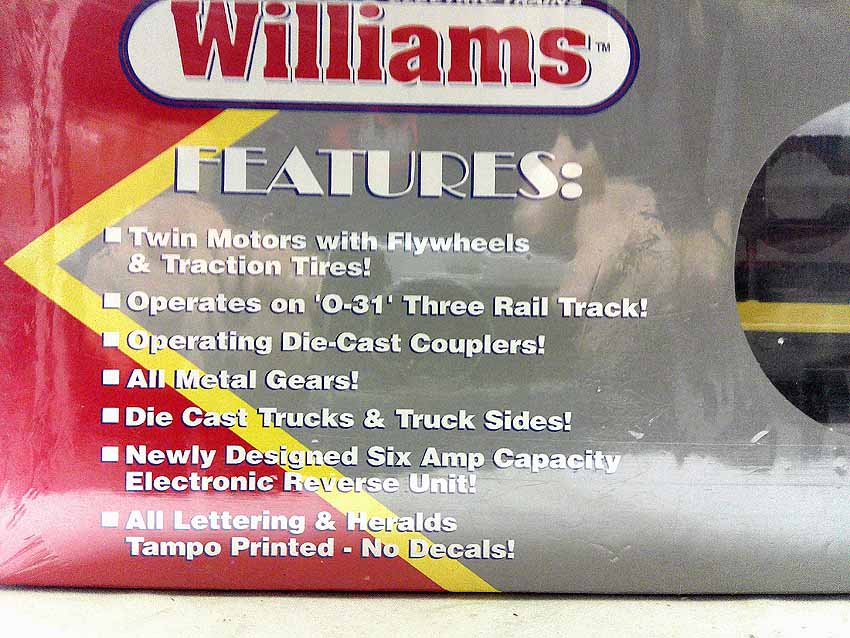 Williams™
FEATURES:
Twin Motors with Flywheels
& Traction Tires!
Operates on 'O-31' Three Rail Track!
Operating Die-Cast Couplers!
All Metal Gears!
Die Cast Trucks & Truck Sides!
Newly Designed Six Amp Capacity
Electronic Reverse Unit!
All Lettering & Heralds
Tampo Printed - No Decals!